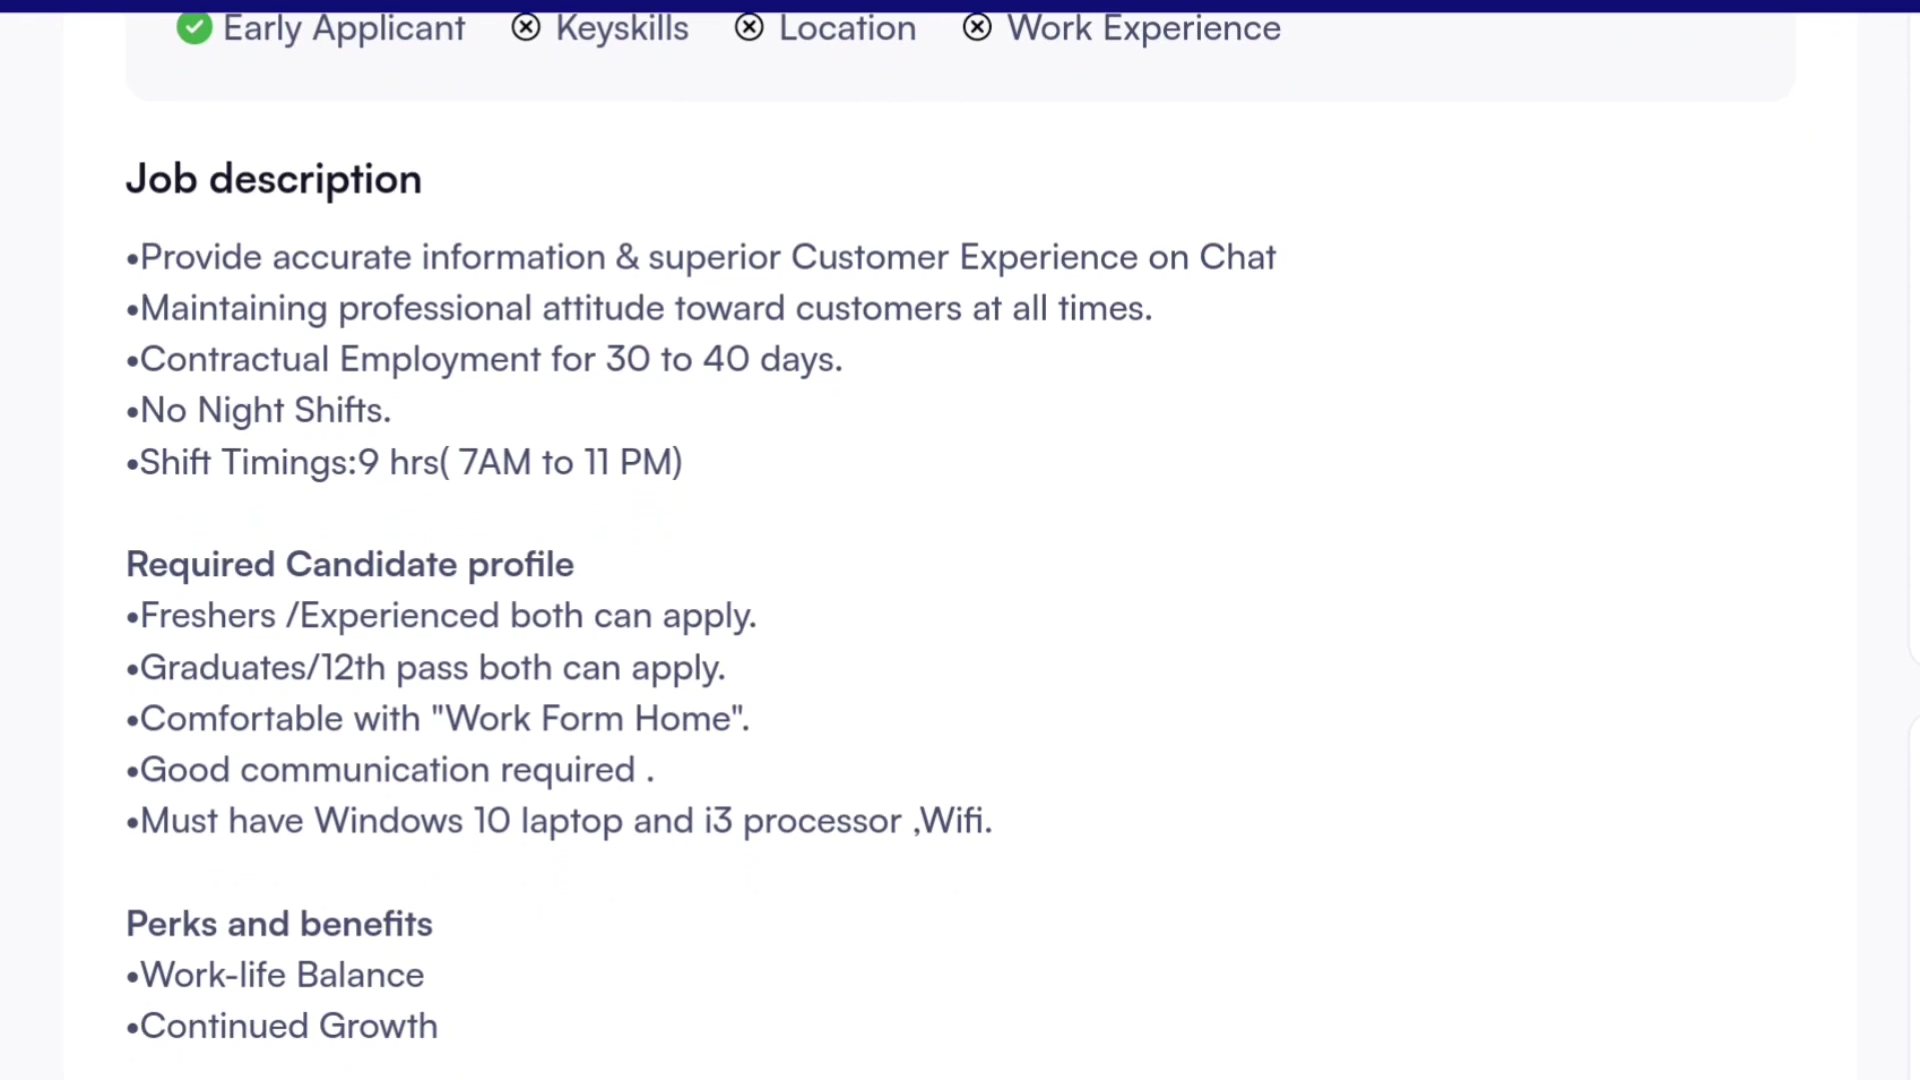 Early Applicant Keyskills Location Work Experience
Job description
•Provide accurate information & superior Customer Experience on Chat
•Maintaining professional attitude toward customers at all times.
•Contractual Employment for 30 to 40 days.
•No Night Shifts.
•Shift Timings:9 hrs( 7AM to 11 PM)
Required Candidate profile
•Freshers /Experienced both can apply.
•Graduates/12th pass both can apply.
•Comfortable with "Work Form Home".
•Good communication required .
•Must have Windows 10 laptop and i3 processor ,Wifi.
Perks and benefits
•Work-life Balance
•Continued Growth